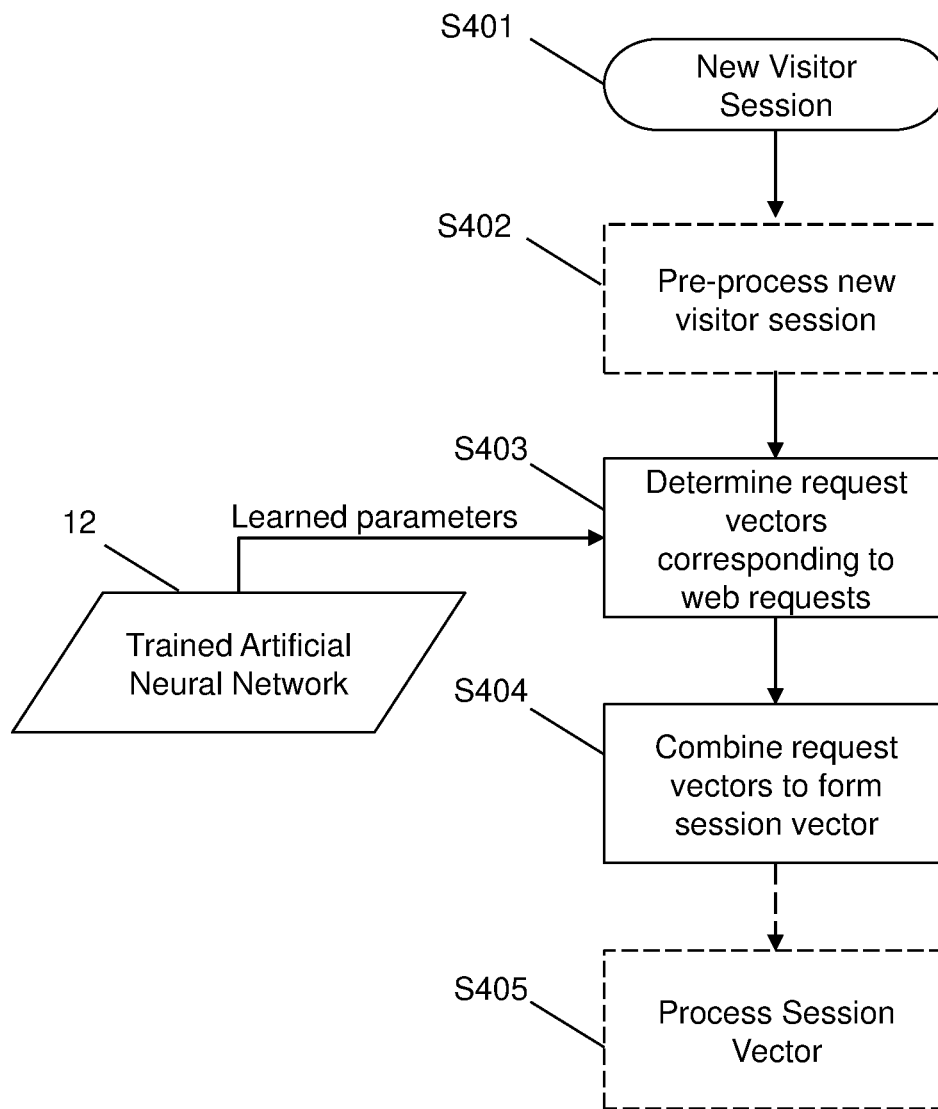 S401
New Visitor
Session
S402
Pre-process new
visitor session
S403
Determine request
vectors
corresponding to
web requests
12
Learned parameters
Trained Artificial
Neural Network
S404
Combine request
vectors to form
session vector
S405
Process Session
Vector